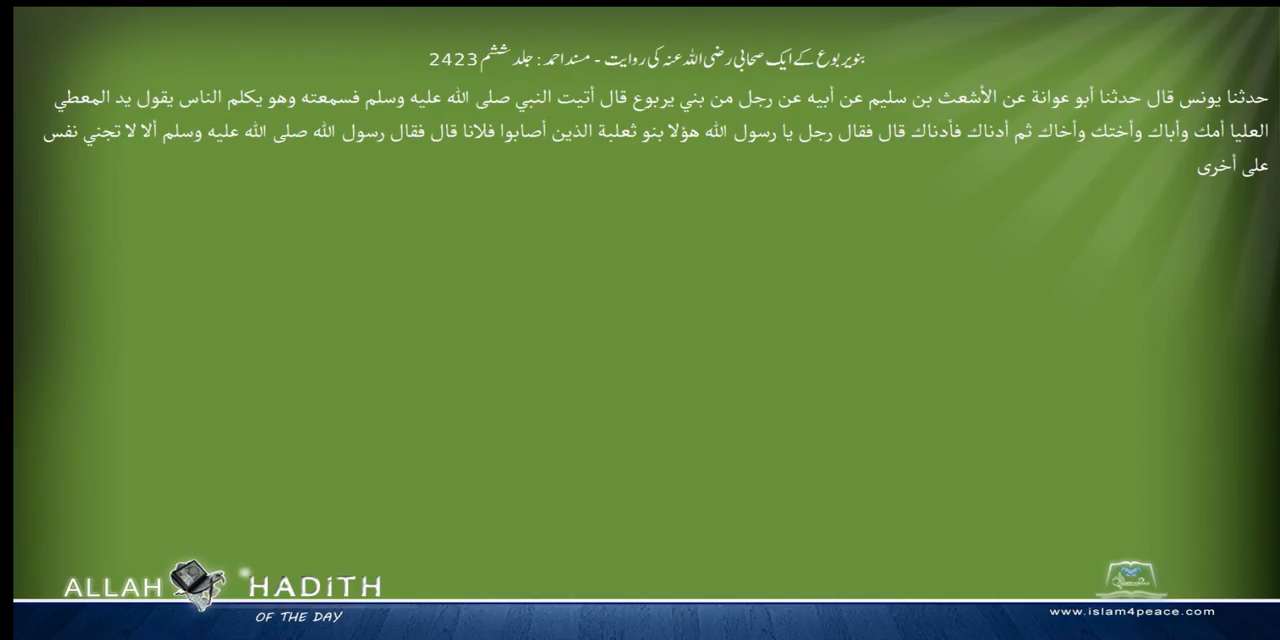 بنویربوع کے ایک صحابی رضی اللہ عنہ کی روایت - مسند احمد : جلد ششم 2423
حدثنا يونس قال حدثنا أبو عوانة عن الأشعث بن سليم عن أبيه عن رجل من بني يربوع قال أتيت النبي صلى الله عليه وسلم فسمعته وهو يكلم الناس يقول يد المعطي
العليا أمك وأباك وأختك وأخاك ثم أدناك فأدناك قال فقال رجل يا رسول الله هؤلا بنو ثعلبة الذين أصابوا فلانا قال فقال رسول الله صلى الله عليه وسلم ألا لا تجني نفس
على أخرى
ALLAH HADiTH
OF THE DAY
www.islam4peace.com